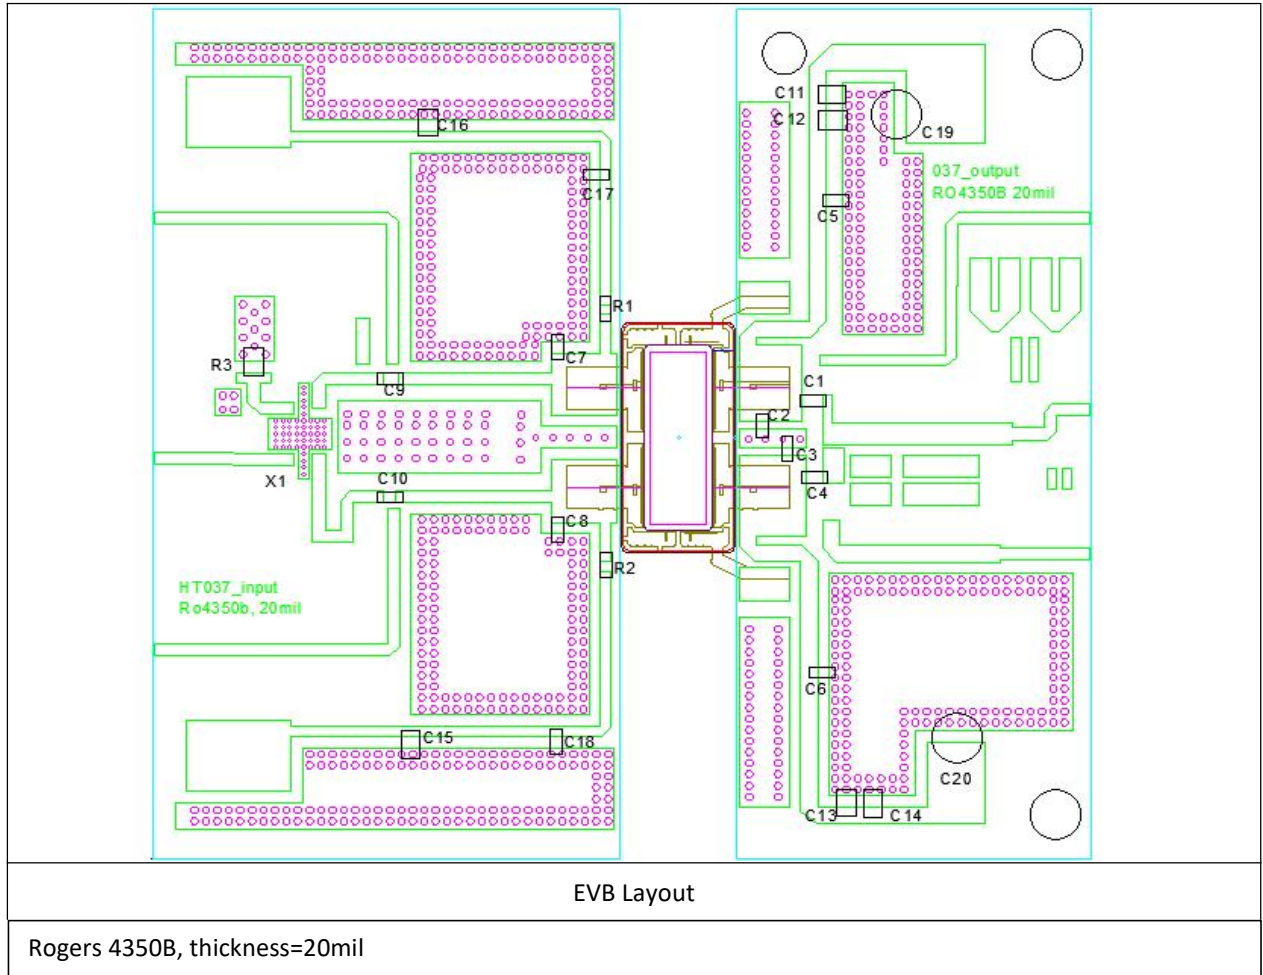 C11
C16
C12
C19
037_output
RO4350B 20mil
C17
C5
R1
C7
R3
C9
C1
C2
C3
X1
C10
C4
C8
R2
HT037_input
Ro4350b, 20mil
C6
C15
C18
C20
C13
C14
EVB Layout
Rogers 4350B, thickness=20mil